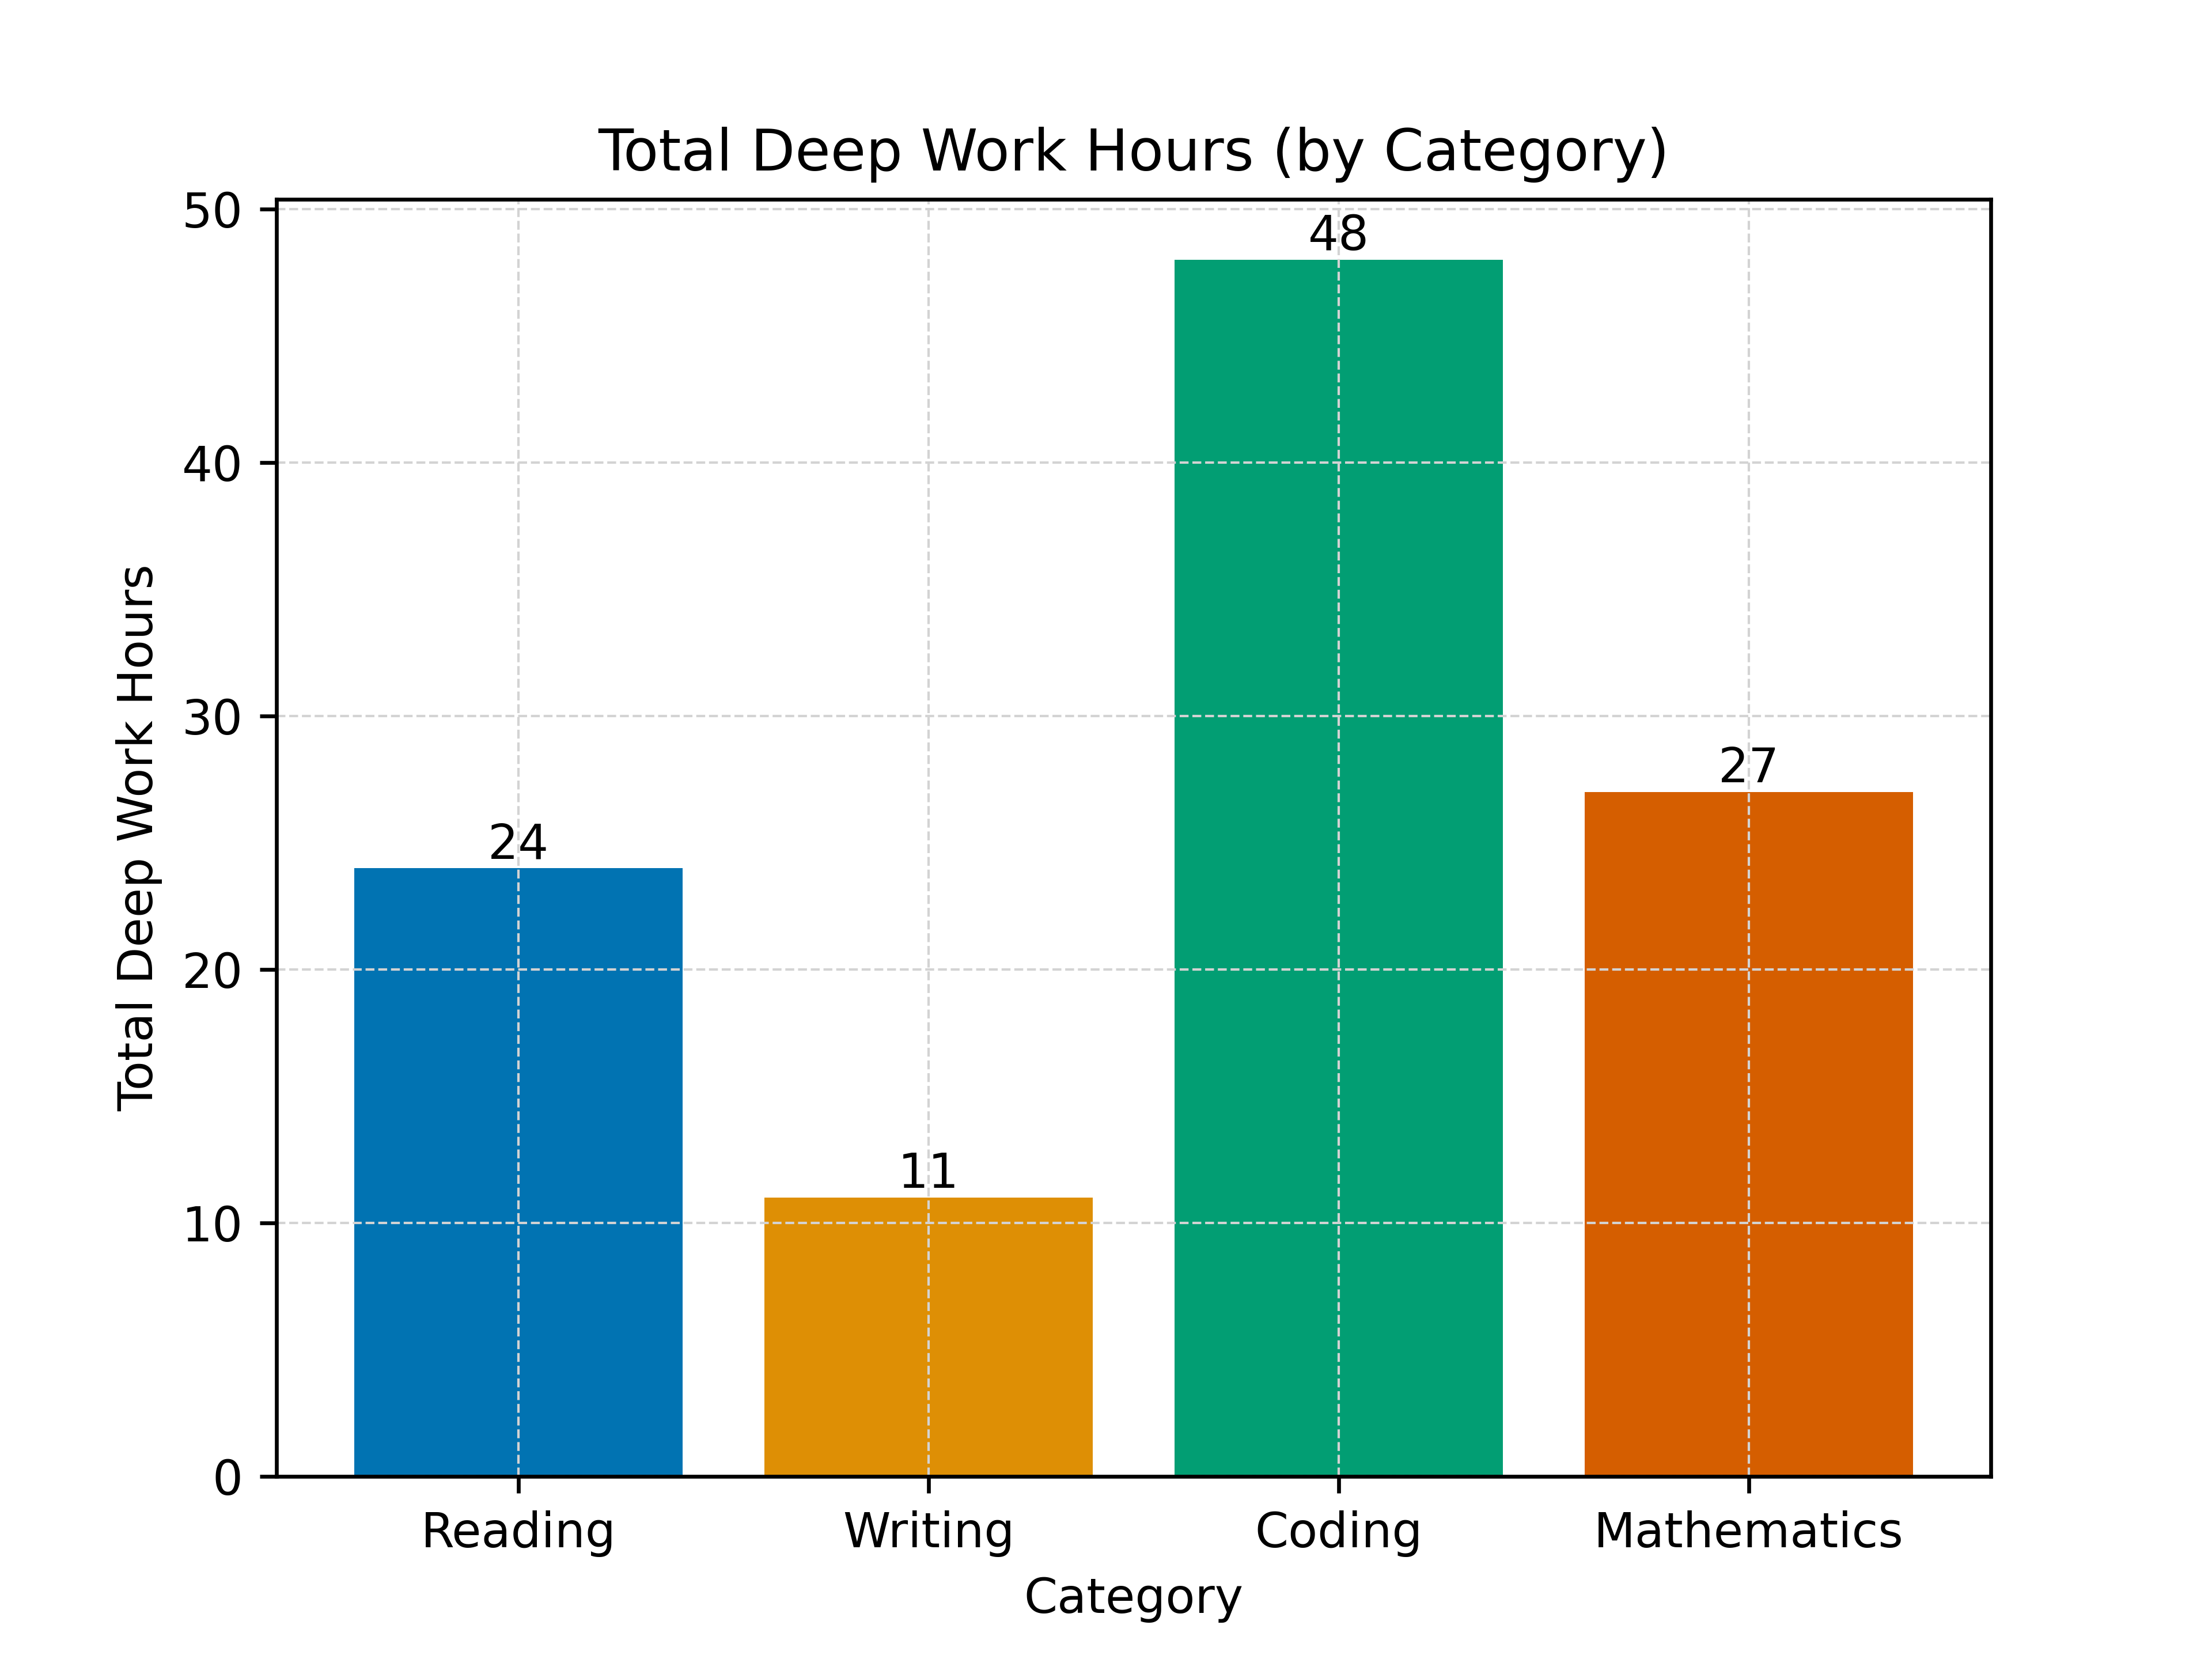 Total Deep Work Hours (by Category)
Total Deep Work Hours
50
40
30
20
10
0
24
11
48
27
Reading
Writing
Coding
Mathematics
Category